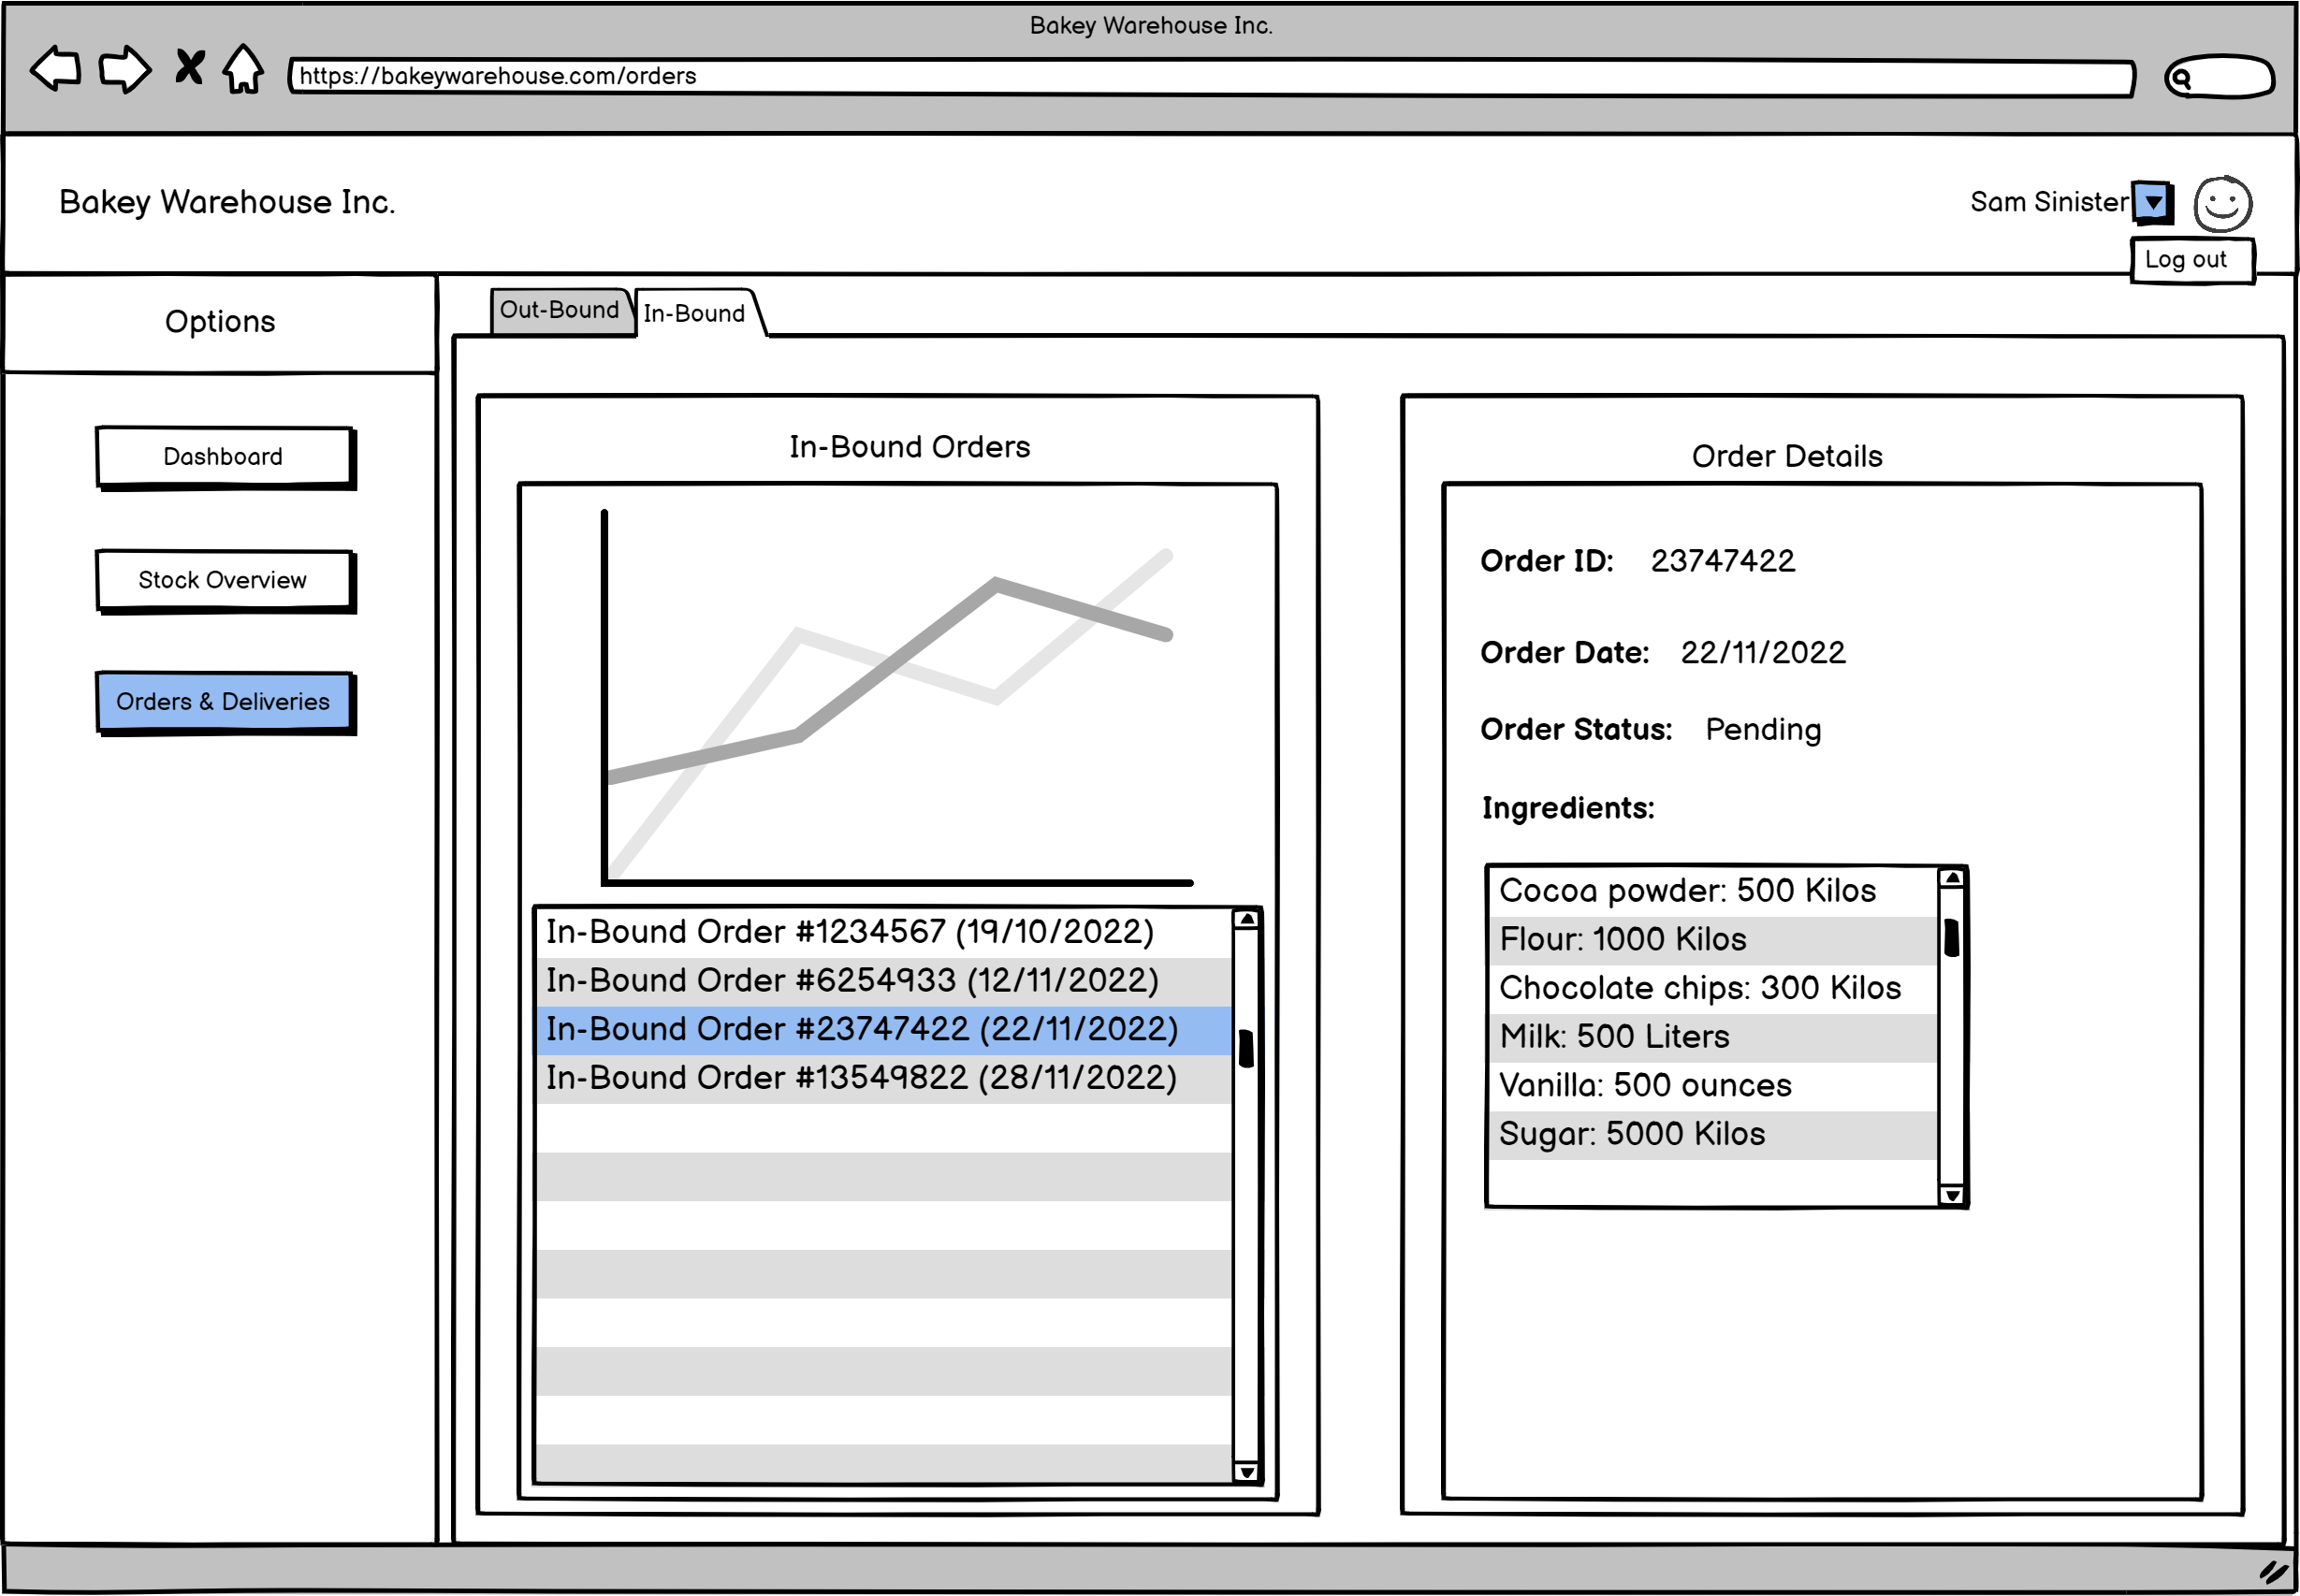 Bakey Warehouse Inc.
https://bakeywarehouse.com/orders
Bakey Warehouse Inc.
Sam Sinister
Log out
Options
Dashboard
Stock Overview
Orders & Deliveries
Out-Bound
In-Bound
In-Bound Orders
In-Bound Order #1234567 (19/10/2022)
In-Bound Order #6254933 (12/11/2022)
In-Bound Order #23747422 (22/11/2022)
In-Bound Order #13549822 (28/11/2022)
Order Details
Order ID: 23747422
Order Date: 22/11/2022
Order Status: Pending
Ingredients:
Cocoa powder: 500 Kilos
Flour: 1000 Kilos
Chocolate chips: 300 Kilos
Milk: 500 Liters
Vanilla: 500 ounces
Sugar: 5000 Kilos